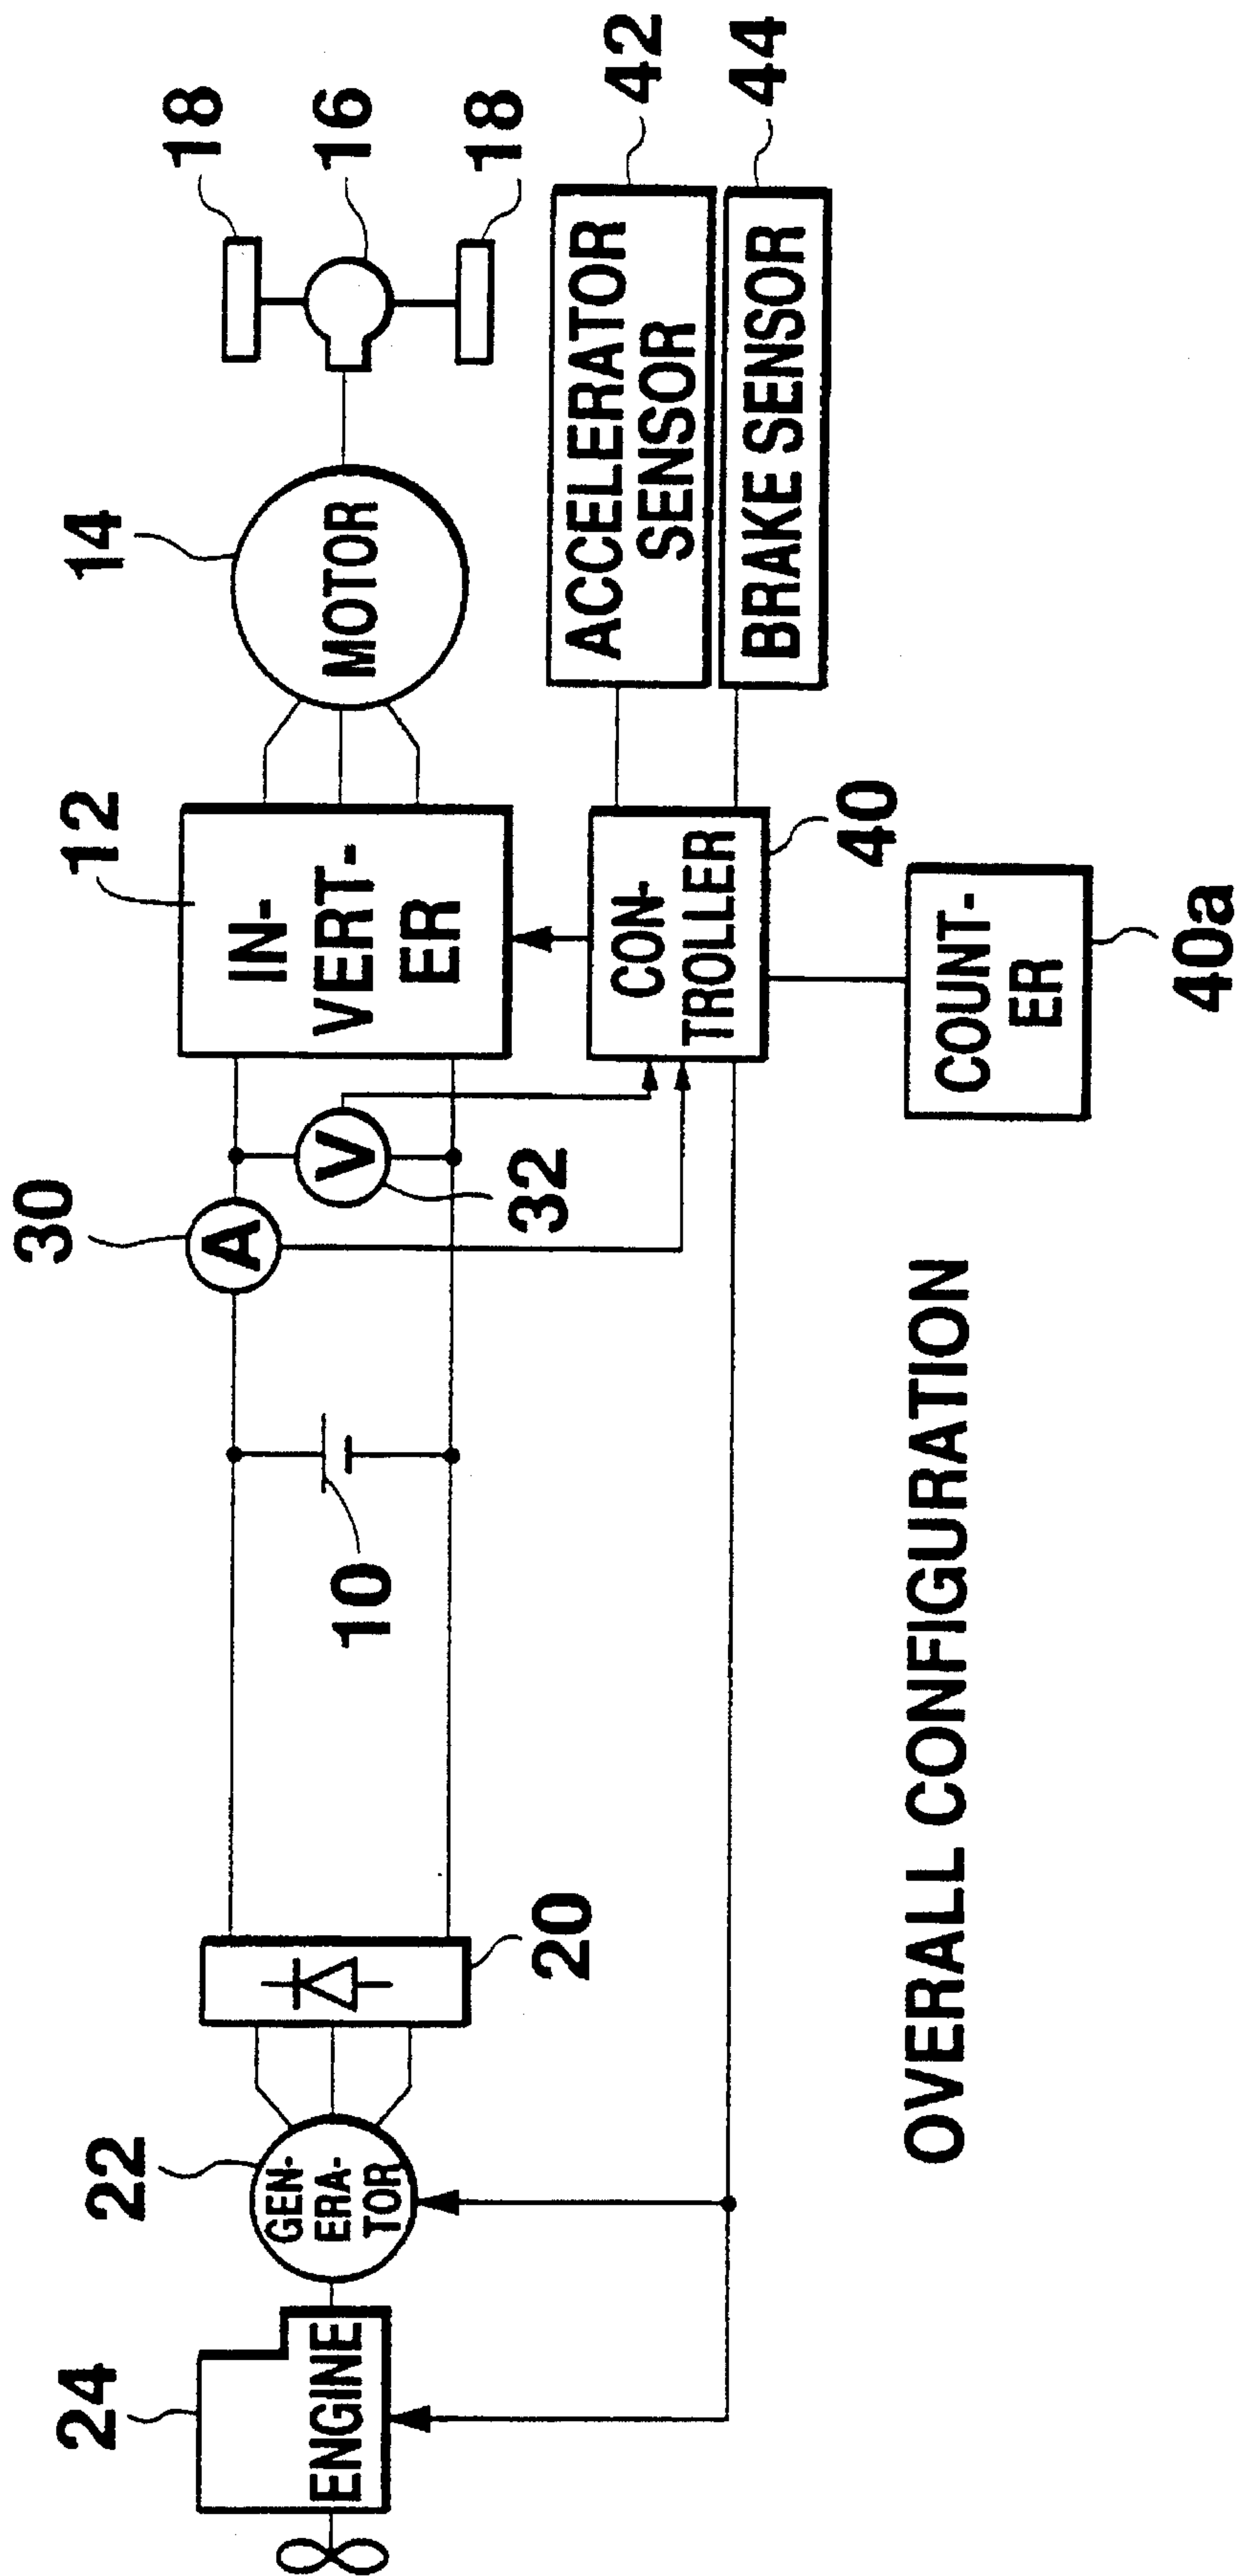 18
16
18
14
MOTOR
12
IN-
VERT-
ER
42
ACCELERATOR
SENSOR
44
BRAKE SENSOR
40
CON-
TROLLER
40a
COUNT-
ER
30
A
V
32
10
20
22
GEN-
ERA-
TOR
24
ENGINE
OVERALL CONFIGURATION